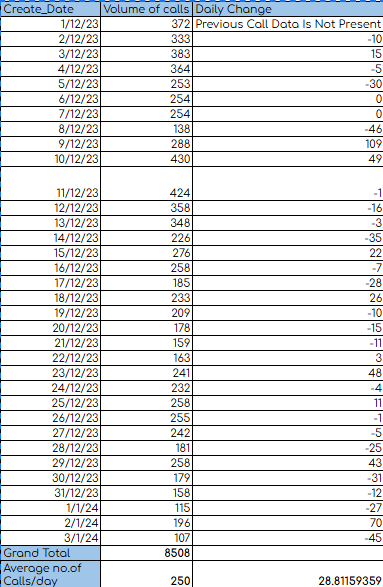 Create_Date Volume of calls Daily Change
1/12/23 372 Previous Call Data Is Not Present
2/12/23 333 -10
3/12/23 383 15
4/12/23 364 -5
5/12/23 253 -30
6/12/23 254 0
7/12/23 254 0
8/12/23 138 -46
9/12/23 288 109
10/12/23 430 49
11/12/23 424 -1
12/12/23 358 -16
13/12/23 348 -3
14/12/23 226 -35
15/12/23 276 22
16/12/23 258 -7
17/12/23 185 -28
18/12/23 233 26
19/12/23 209 -10
20/12/23 178 -15
21/12/23 159 -11
22/12/23 163 3
23/12/23 241 48
24/12/23 232 -4
25/12/23 258 11
26/12/23 255 -1
27/12/23 242 -5
28/12/23 181 -25
29/12/23 258 43
30/12/23 179 -31
31/12/23 158 -12
1/1/24 115 -27
2/1/24 196 70
3/1/24 107 -45
Grand Total 8508
Average no.of
Calls/day 250 28.81159359